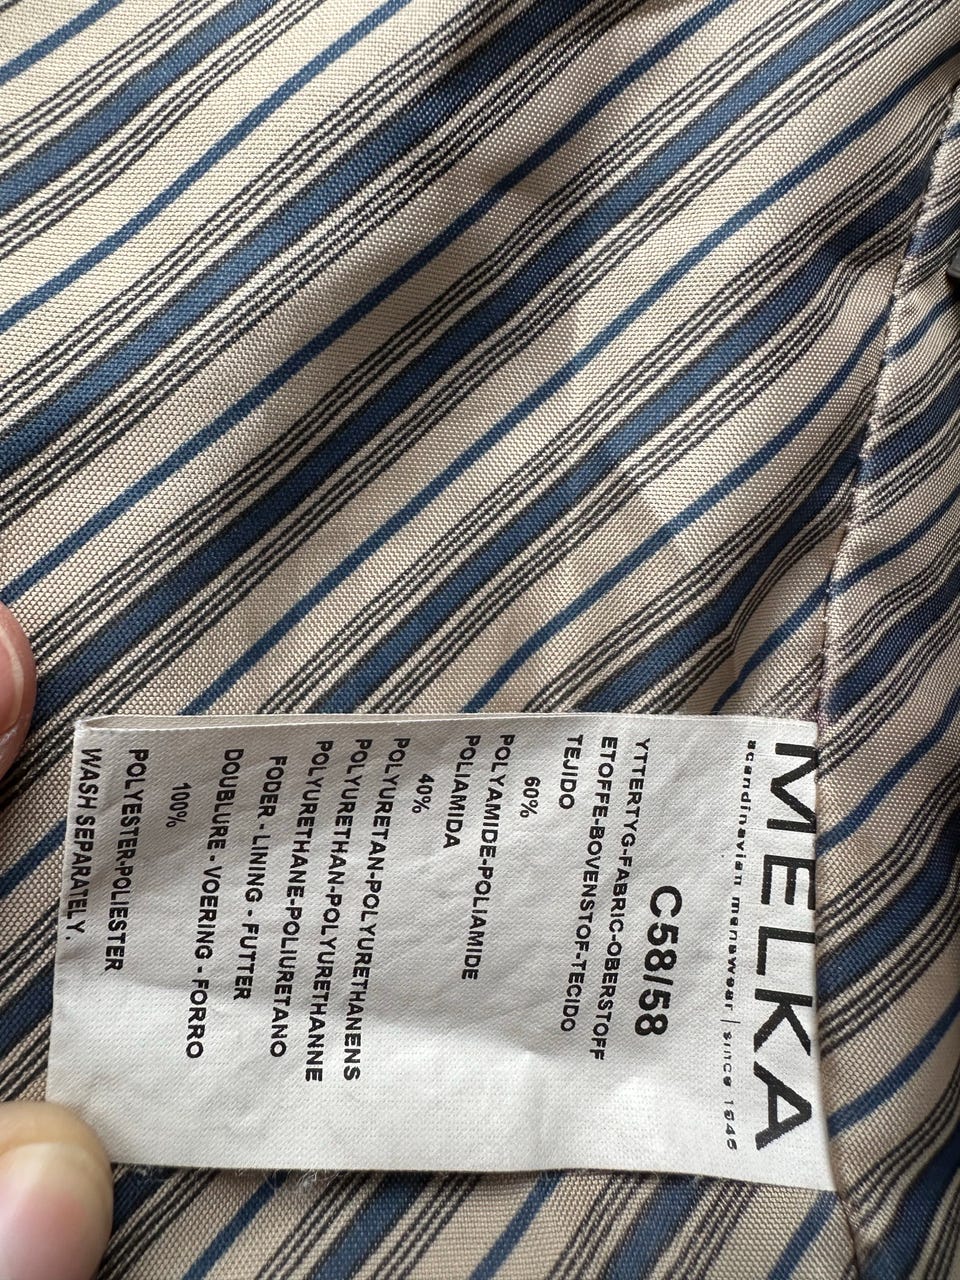 MELKA
scandinavian menswear | since 1946
C58/58
YTTERTYG-FABRIC-OBERSTOFF
ETOFFE-BOVENSTOF-TECIDO
TEJIDO
60%
POLYAMIDE-POLIAMIDE
POLIAMIDA
40%
POLYURETAN-POLYURETHANENS
POLYURETHAN-POLYURETHANNE
POLYURETHANE-POLIURETANO
FODER - LINING - FUTTER
DOUBLURE - VOERING - FORRO
100%
POLYESTER-POLIESTER
WASH SEPARATELY.